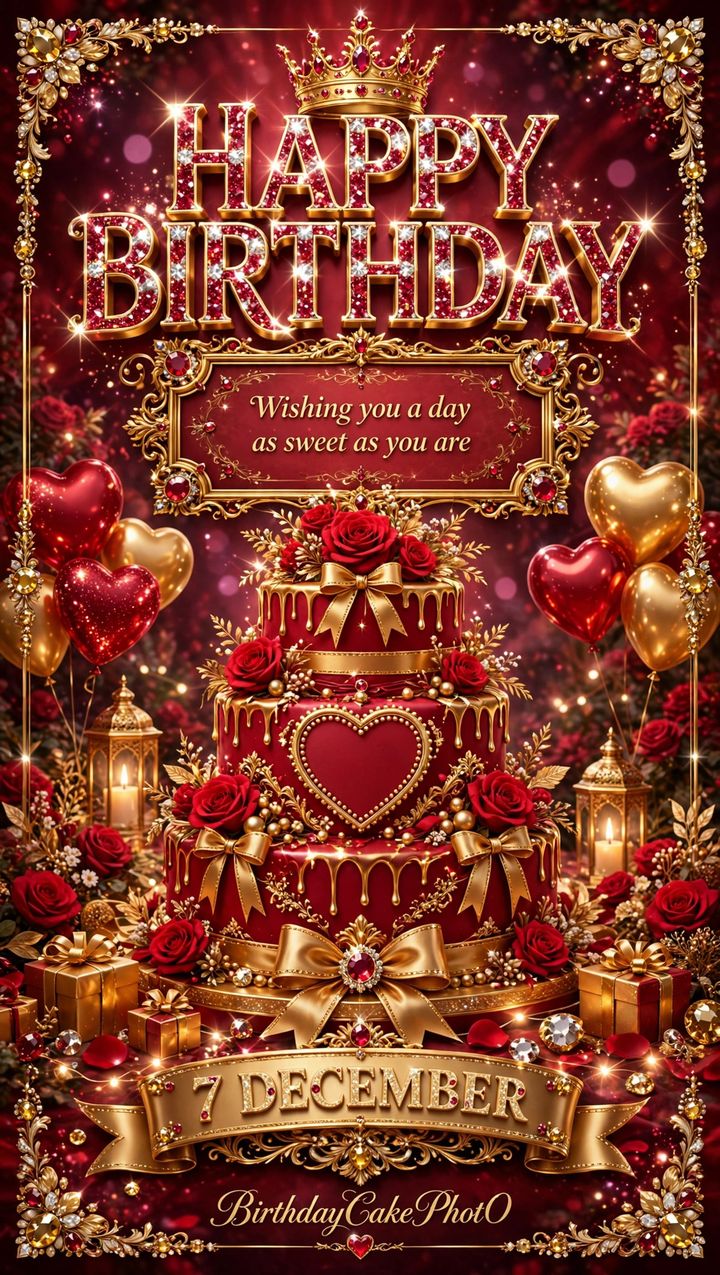 HAPPY
BIRTHDAY
Wishing you a day
as sweet as you are
7 DECEMBER
BirthdayCakePhotO